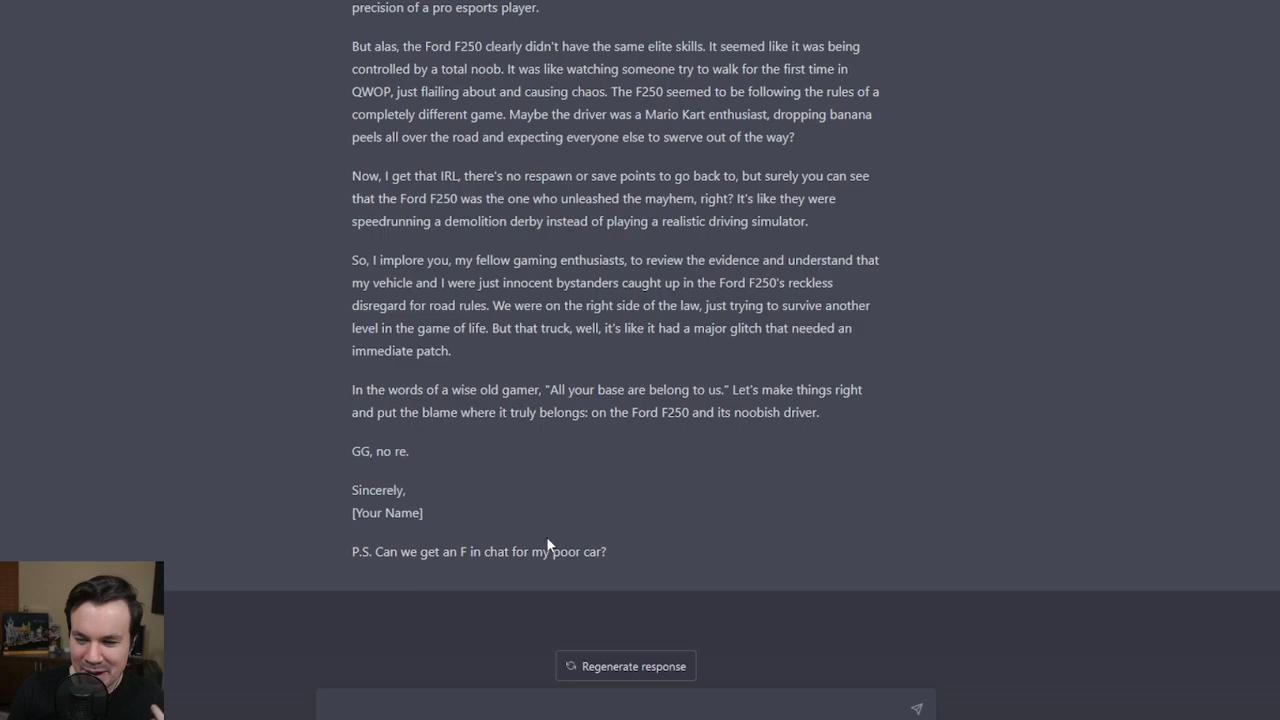 precision of a pro esports player.
But alas, the Ford F250 clearly didn't have the same elite skills. It seemed like it was being
controlled by a total noob. It was like watching someone try to walk for the first time in
QWOP, just flailing about and causing chaos. The F250 seemed to be following the rules of a
completely different game. Maybe the driver was a Mario Kart enthusiast, dropping banana
peels all over the road and expecting everyone else to swerve out of the way?
Now, I get that IRL, there's no respawn or save points to go back to, but surely you can see
that the Ford F250 was the one who unleashed the mayhem, right? It's like they were
speedrunning a demolition derby instead of playing a realistic driving simulator.
So, I implore you, my fellow gaming enthusiasts, to review the evidence and understand that
my vehicle and I were just innocent bystanders caught up in the Ford F250's reckless
disregard for road rules. We were on the right side of the law, just trying to survive another
level in the game of life. But that truck, well, it's like it had a major glitch that needed an
immediate patch.
In the words of a wise old gamer, "All your base are belong to us." Let's make things right
and put the blame where it truly belongs: on the Ford F250 and its noobish driver.
GG, no re.
Sincerely,
[Your Name]
P.S. Can we get an F in chat for my poor car?
Regenerate response